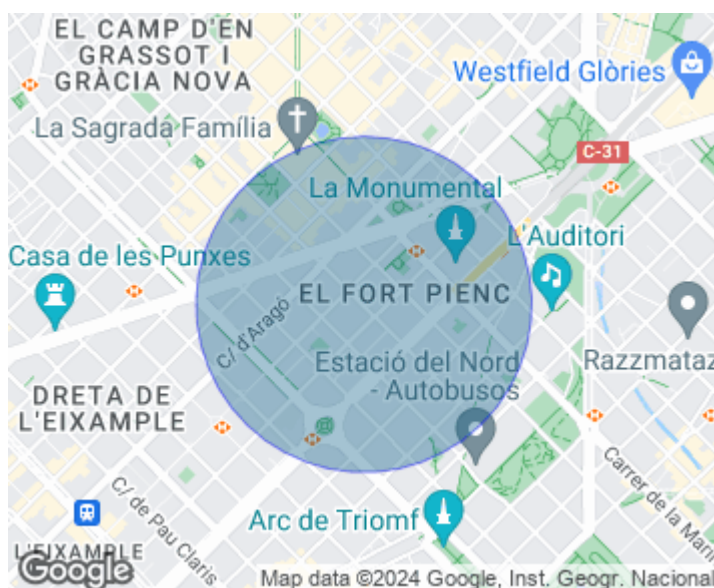 EL CAMP D'EN
GRASSOT I
GRÀCIA NOVA
Westfield Glòries
La Sagrada Família
C-31
La Monumental
L'Auditori
Casa de les Punxes
EL FORT PIENC
C/ d'Aragó
Estació del Nord
- Autobusos
Razzmataz
DRETA DE
L'EIXAMPLE
C/ de Pau Claris
Arc de Triomf
Carrer de la Marin
L'EIXAMPLE
Google
Map data ©2024 Google, Inst. Geogr. Nacional